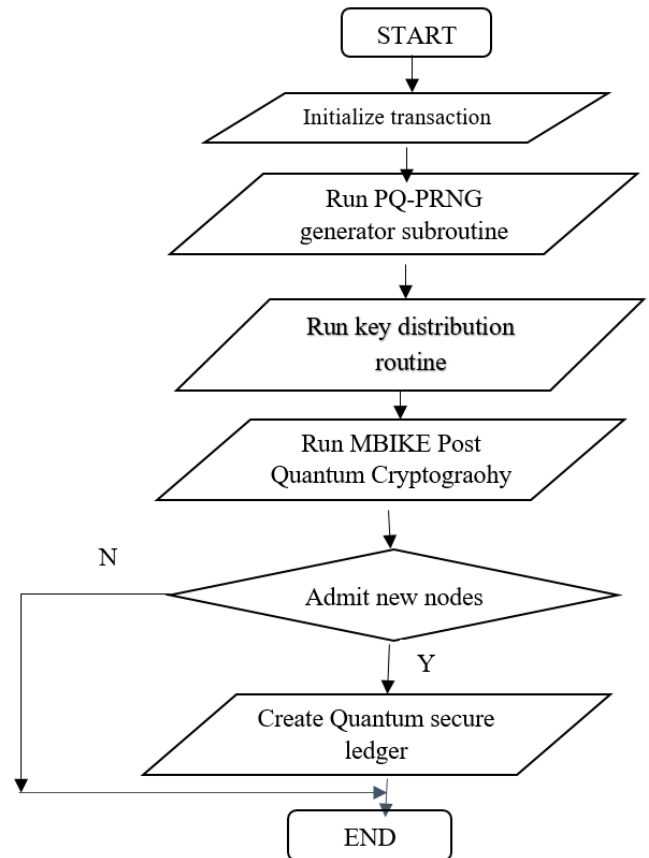 START
Initialize transaction
Run PQ-PRNG
generator subroutine
Run key distribution
routine
Run MBIKE Post
Quantum Cryptograohy
N
Admit new nodes
Y
Create Quantum secure
ledger
END